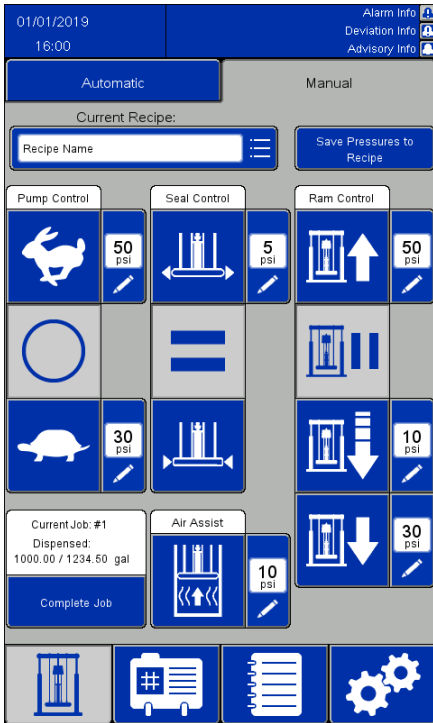 01/01/2019
16:00
Alarm Info
Deviation Info
Advisory Info
Automatic
Manual
Current Recipe:
Recipe Name
Save Pressures to
Recipe
Pump Control
Seal Control
Ram Control
50
psi
5
psi
50
psi
30
psi
10
psi
30
psi
Current Job: #1
Dispensed:
1000.00 / 1234.50 gal
Complete Job
Air Assist
10
psi
#